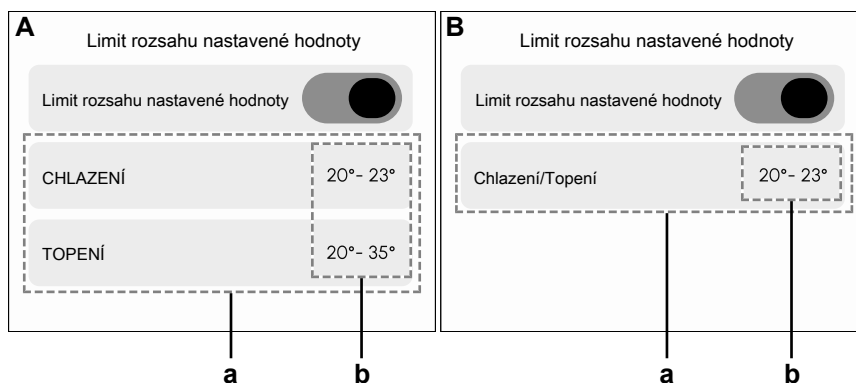 A
Limit rozsahu nastavené hodnoty
Limit rozsahu nastavené hodnoty
CHLAZENÍ 20°- 23°
TOPENÍ 20°- 35°
a b
B
Limit rozsahu nastavené hodnoty
Limit rozsahu nastavené hodnoty
Chlazení/Topení 20°- 23°
a b